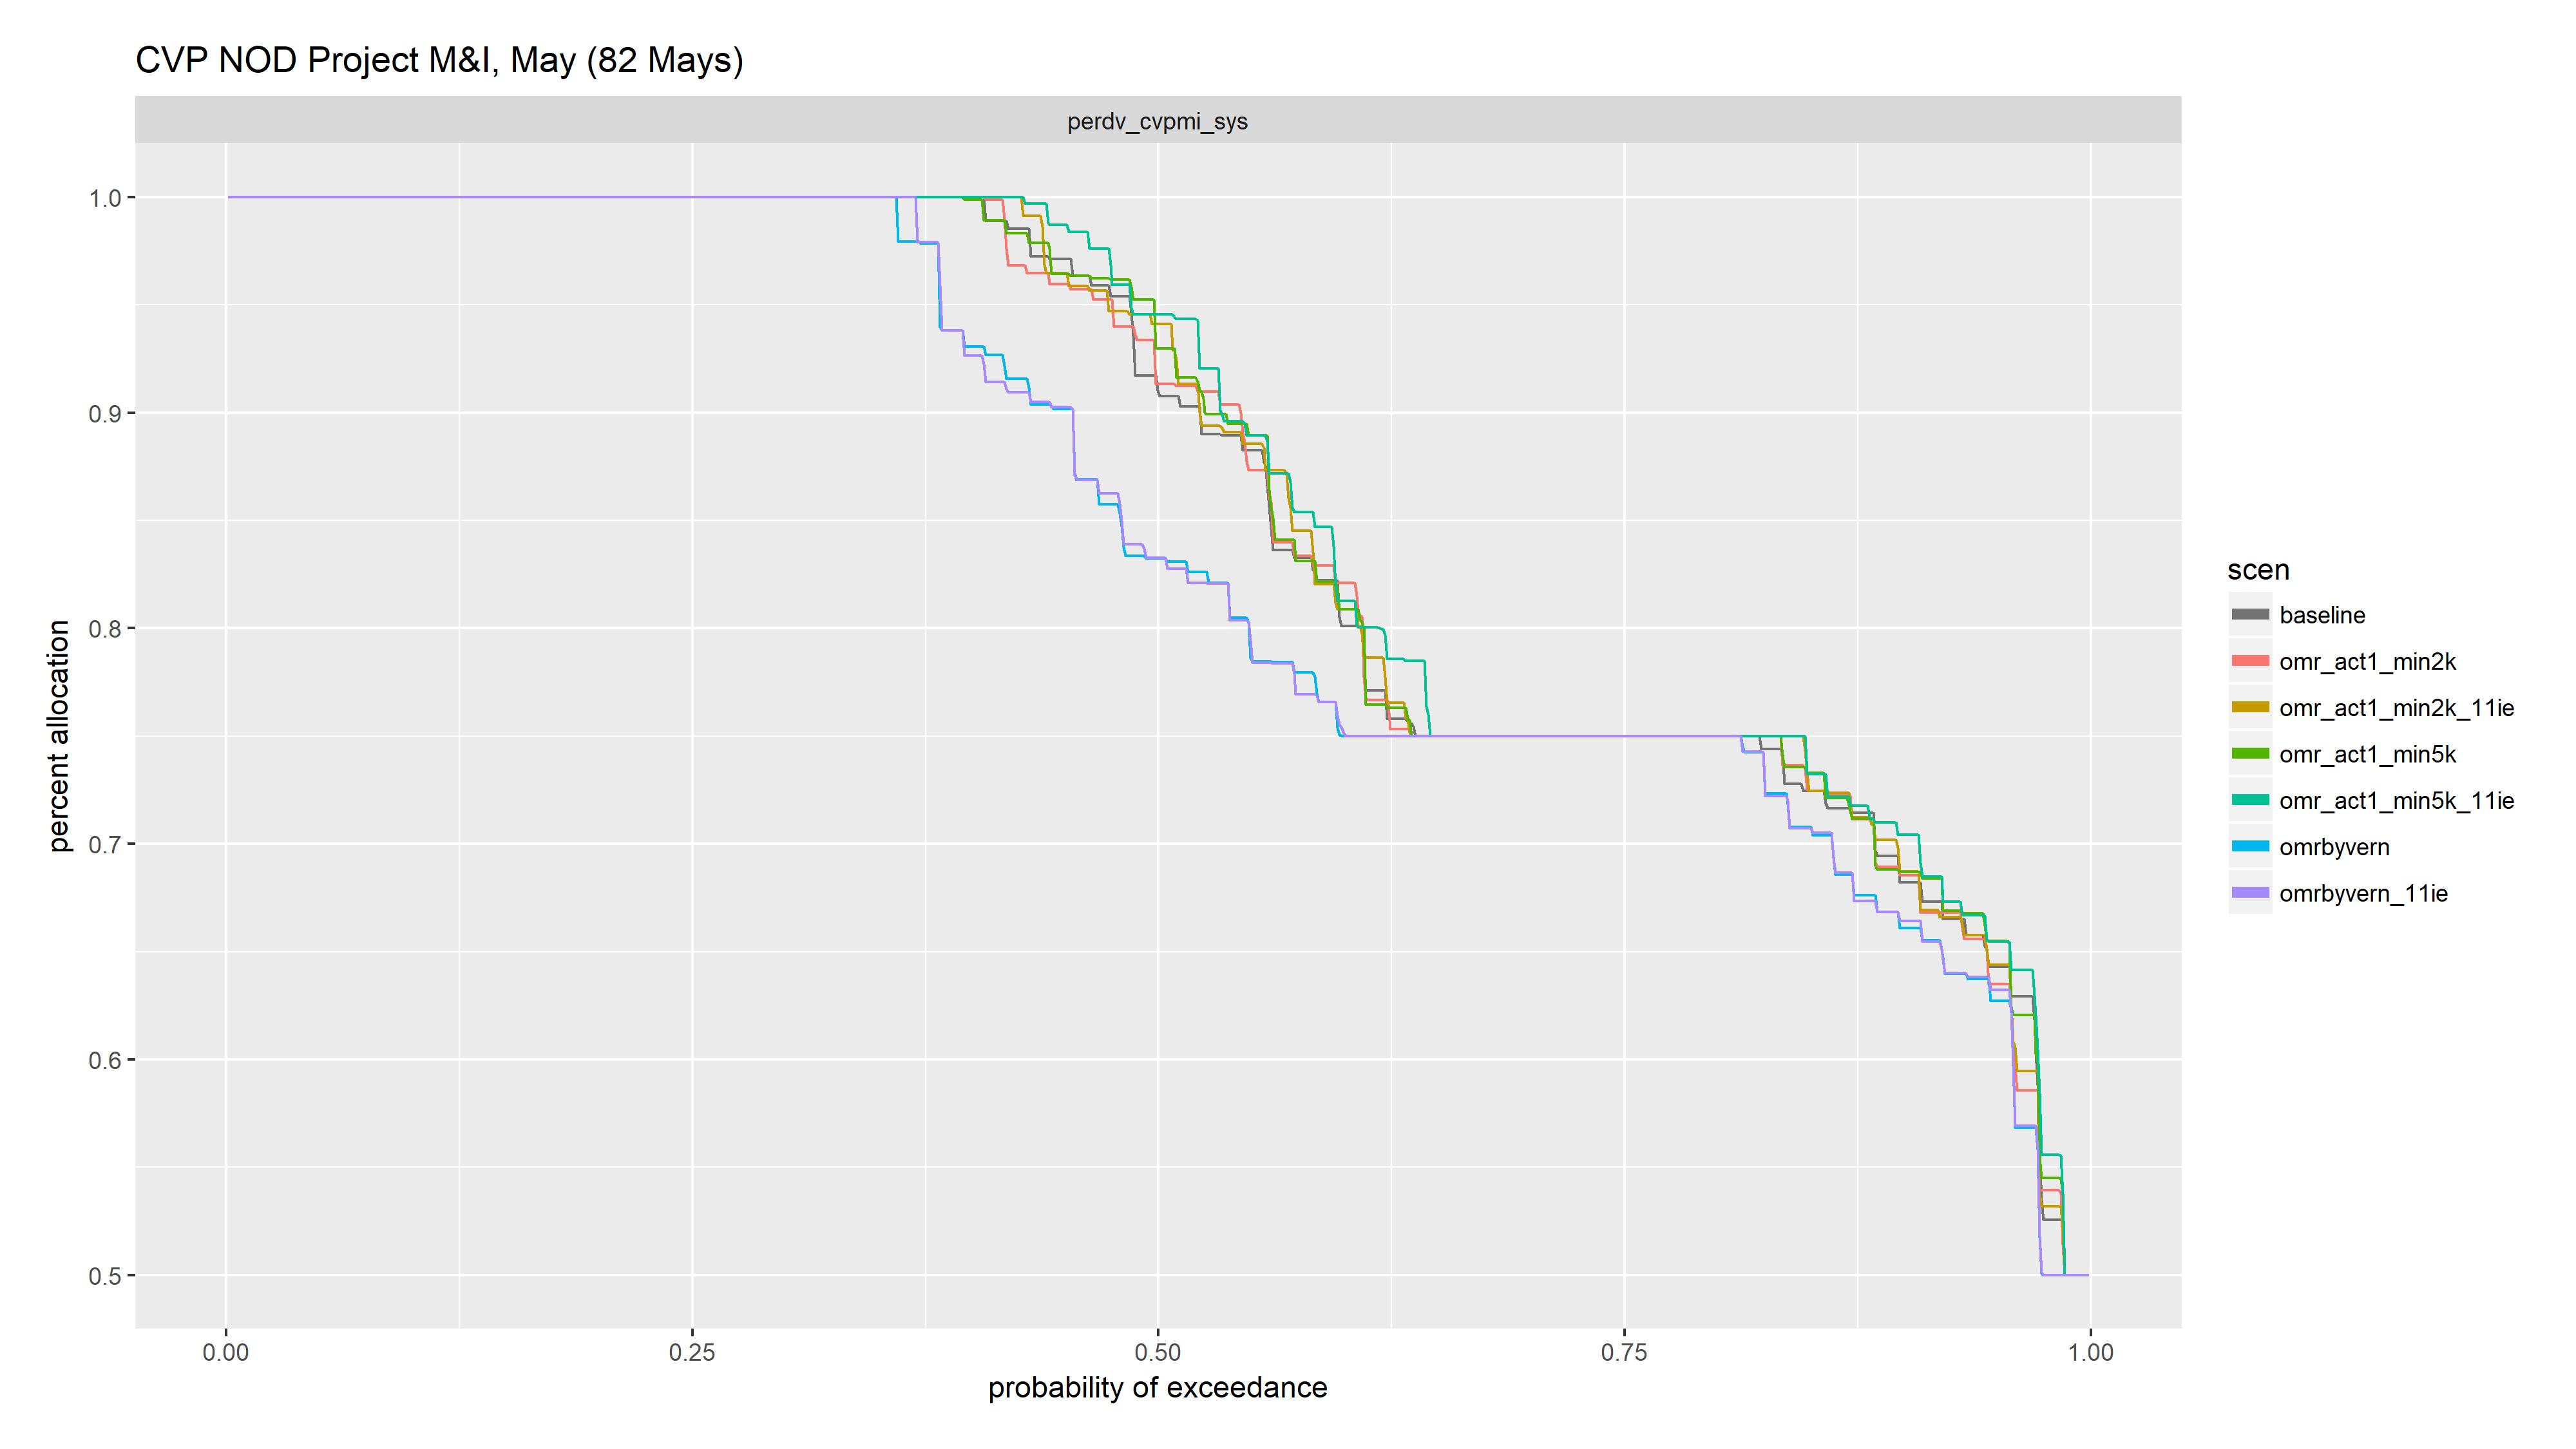 CVP NOD Project M&I, May (82 Mays)
perdv_cvpmi_sys
1.0
0.9
0.8
0.7
0.6
0.5
percent allocation
0.00 0.25 0.50 0.75 1.00
probability of exceedance
scen
baseline
omr_act1_min2k
omr_act1_min2k_11ie
omr_act1_min5k
omr_act1_min5k_11ie
omrbyvern
omrbyvern_11ie